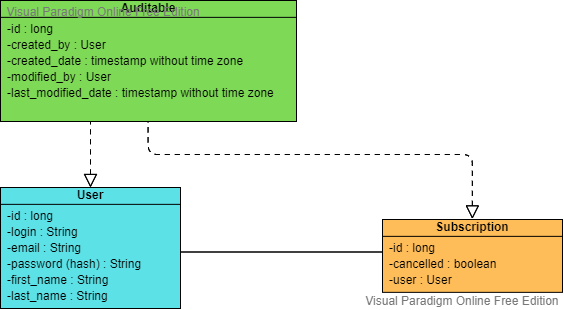 Visual Paradigm Online Free Edition
Auditable
-id : long
-created_by : User
-created_date : timestamp without time zone
-modified_by : User
-last_modified_date : timestamp without time zone
User
-id : long
-login : String
-email : String
-password (hash) : String
-first_name : String
-last_name : String
Subscription
-id : long
-cancelled : boolean
-user : User
Visual Paradigm Online Free Edition